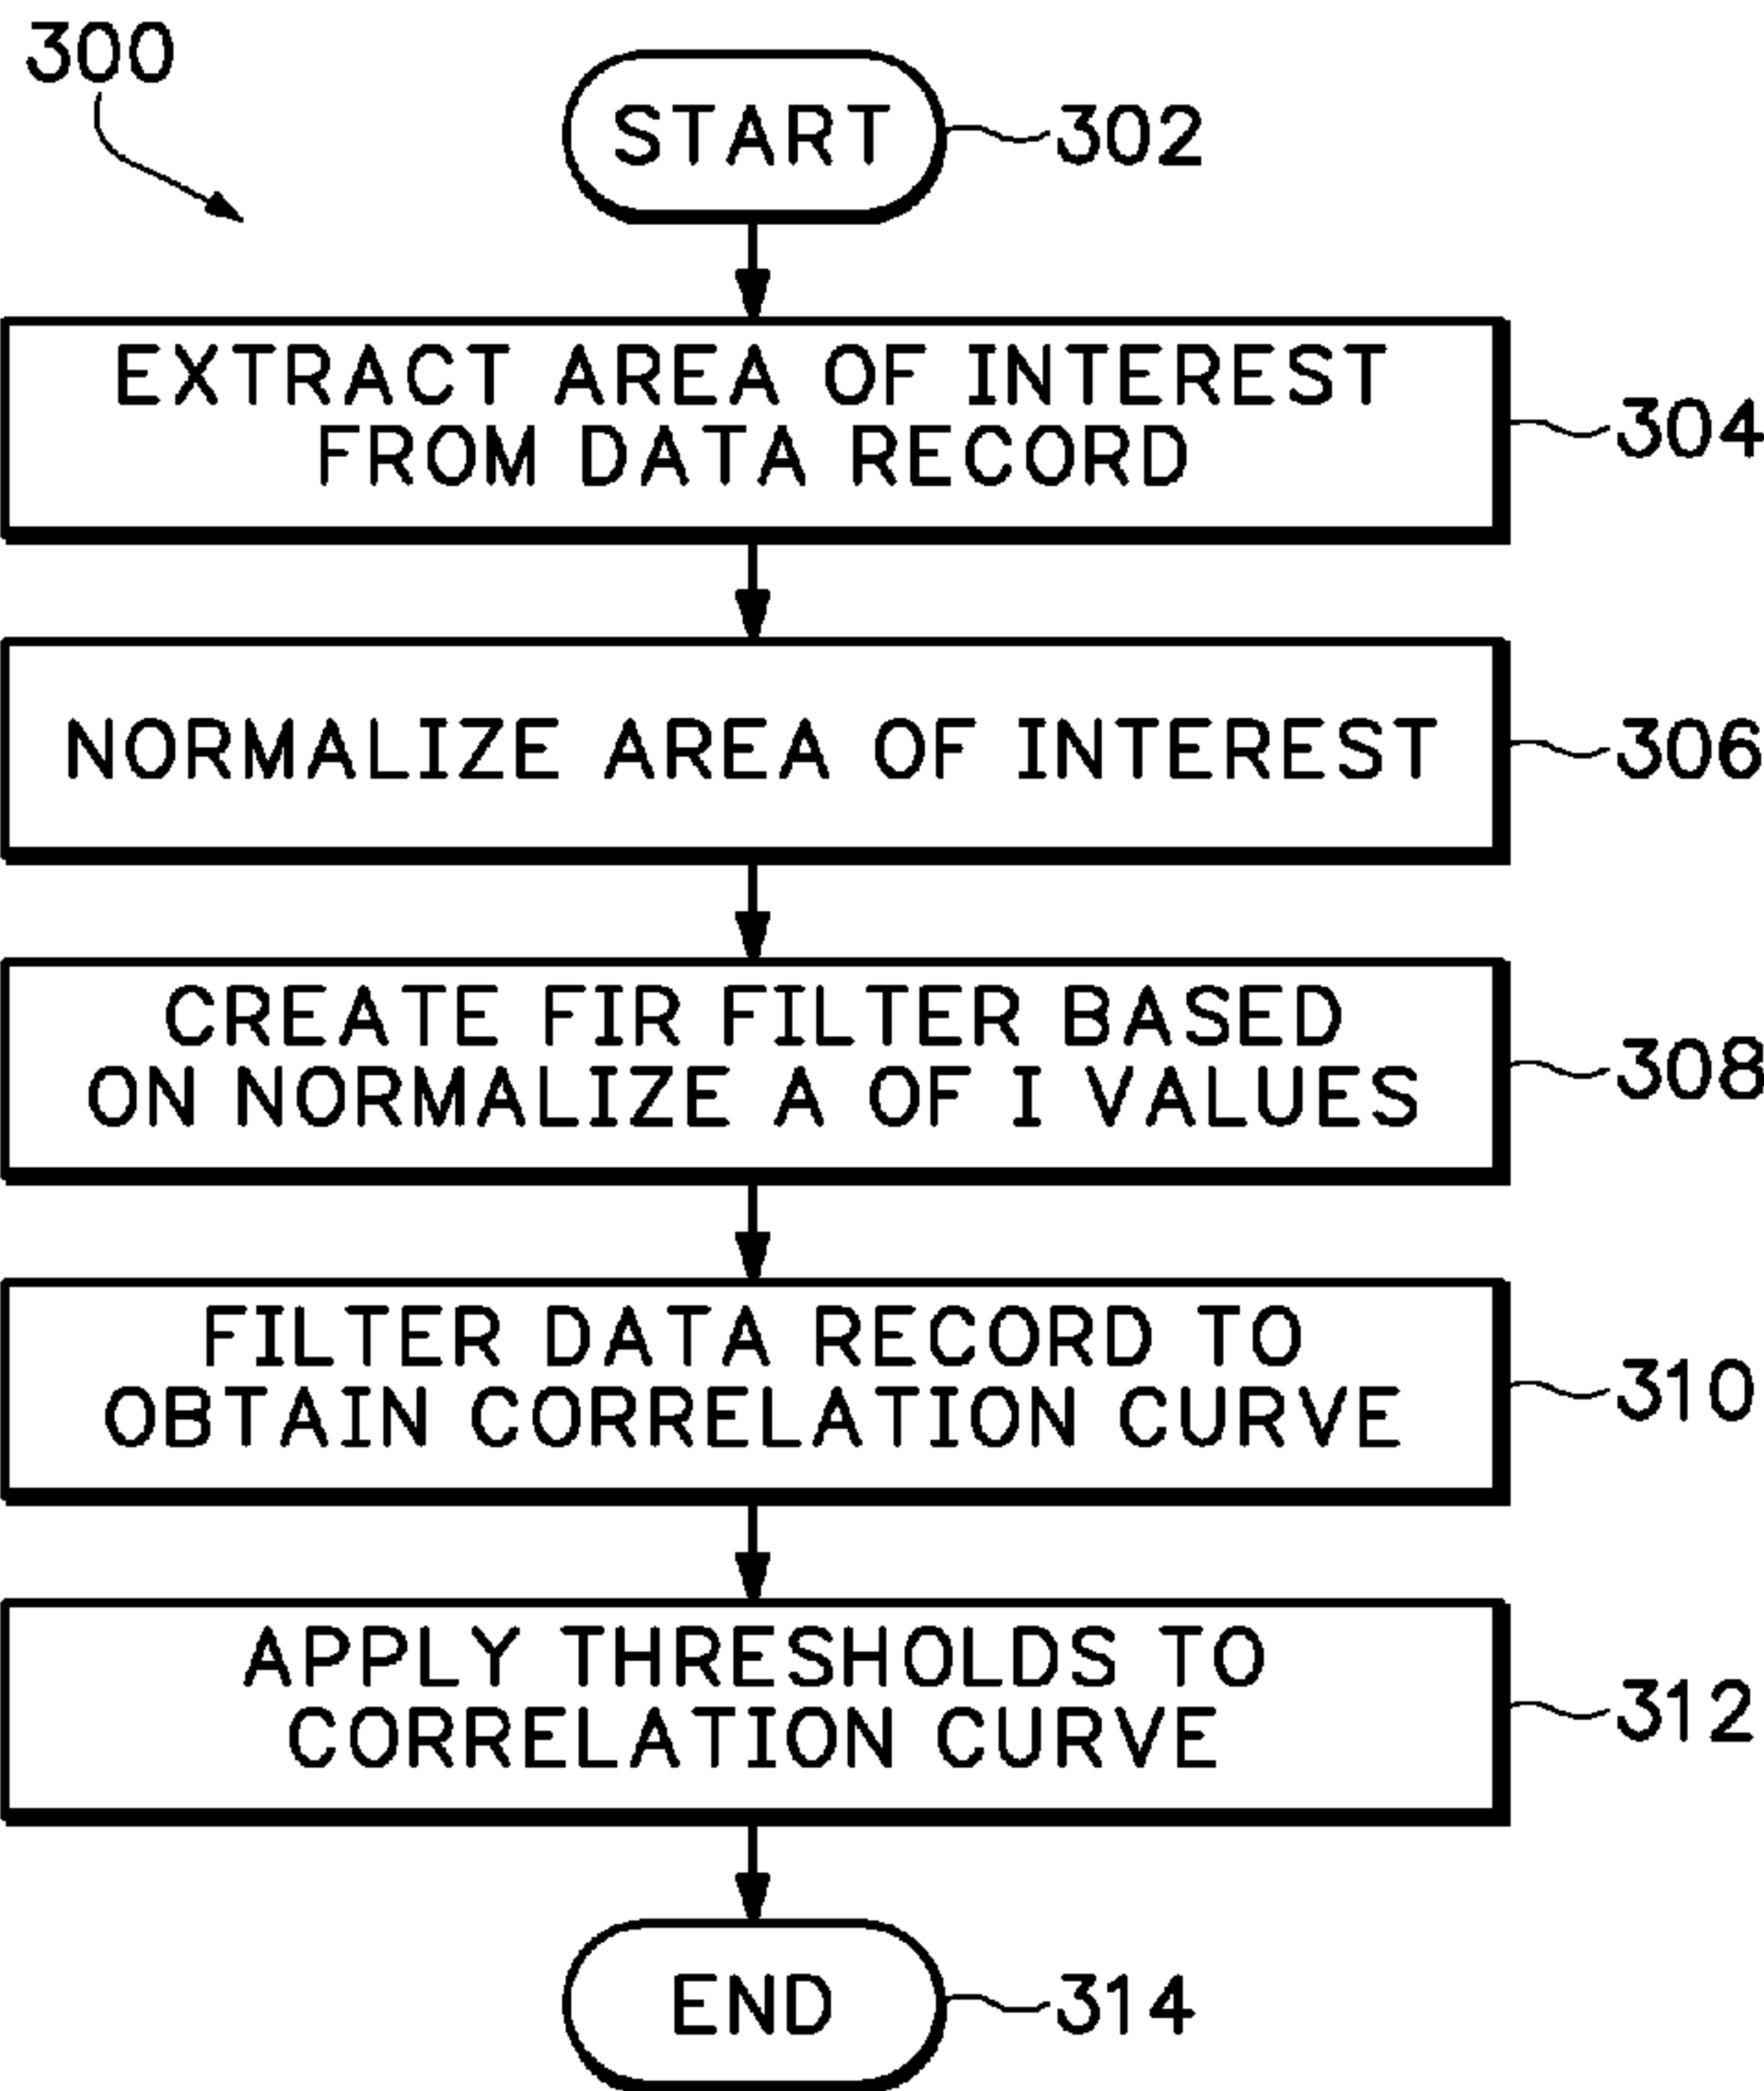 300
START
302
EXTRACT AREA OF INTEREST
FROM DATA RECORD
304
NORMALIZE AREA OF INTEREST
306
CREATE FIR FILTER BASED
ON NORMALIZE A OF I VALUES
308
FILTER DATA RECORD TO
OBTAIN CORRELATION CURVE
310
APPLY THRESHOLDS TO
CORRELATION CURVE
312
END
314